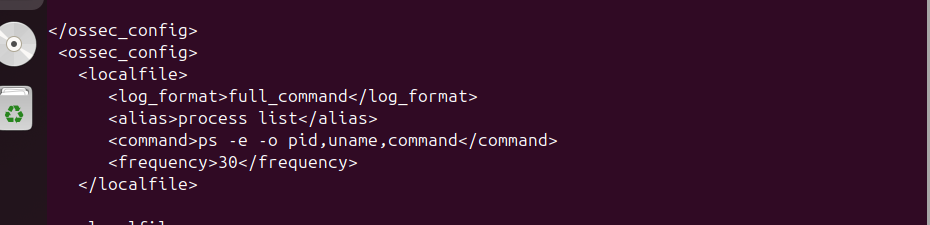 </ossec_config>
<ossec_config>
<localfile>
<log_format>full_command</log_format>
<alias>process list</alias>
<command>ps -e -o pid,uname,command</command>
<frequency>30</frequency>
</localfile>